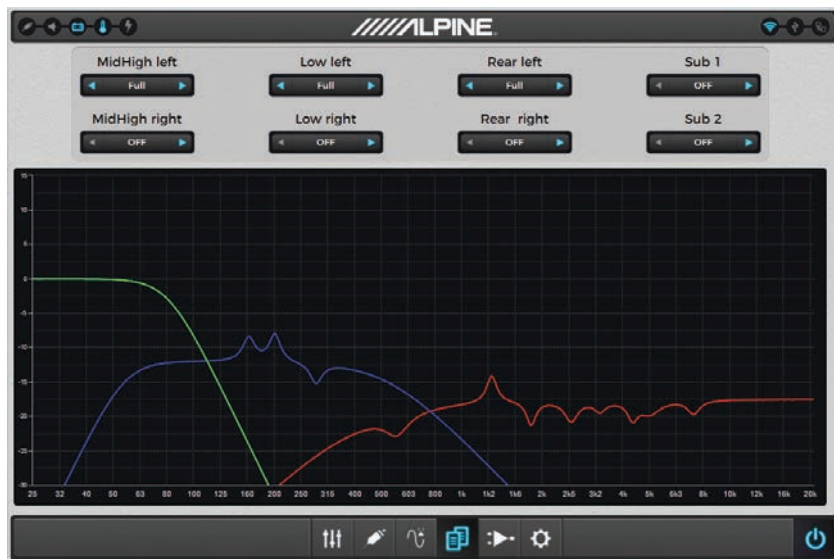 ALPINE
MidHigh left Low left Rear left Sub 1
Full Full Full OFF
MidHigh right Low right Rear right Sub 2
OFF OFF OFF OFF
15
10
5
0
-5
-10
-15
-20
-25
-30
25 32 40 50 63 80 100 125 160 200 250 315 400 500 603 800 1k 1k2 1k6 2k 2k5 3k2 4k 5k 6k3 8k 10k 12k 16k 20k